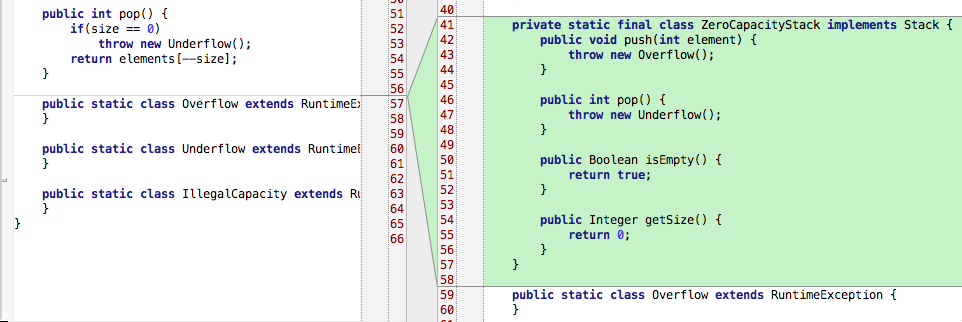 public int pop() {
if(size == 0)
throw new Underflow();
return elements[--size];
}
public static class Overflow extends RuntimeEx
}
public static class Underflow extends Runtime
}
public static class IllegalCapacity extends
}
}
51
52
53
54
55
56
57
58
59
60
61
62
63
64
65
66
40
41 private static final class ZeroCapacityStack implements Stack {
42 public void push(int element) {
43 throw new Overflow();
44 }
45
46 public int pop() {
47 throw new Underflow();
48 }
49
50 public Boolean isEmpty() {
51 return true;
52 }
53
54 public Integer getSize() {
55 return 0;
56 }
57 }
58
59 public static class Overflow extends RuntimeException {
60 }